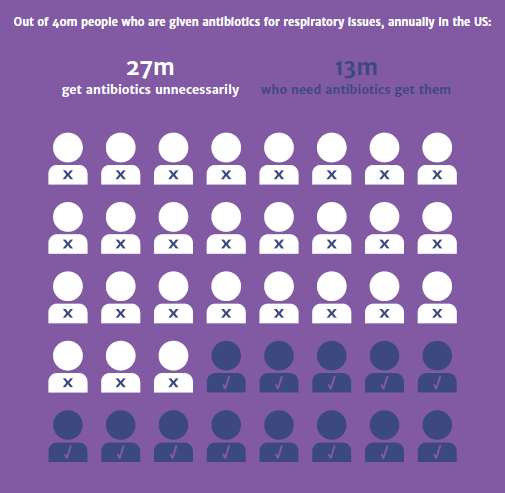 Out of 40m people who are given antibiotics for respiratory issues, annually in the US:
27m
get antibiotics unnecessarily
13m
who need antibiotics get them
x x x x x x x x
x x x x x x x x
x x x x x x x x
x x x √ √ √ √ √
√ √ √ √ √ √ √ √